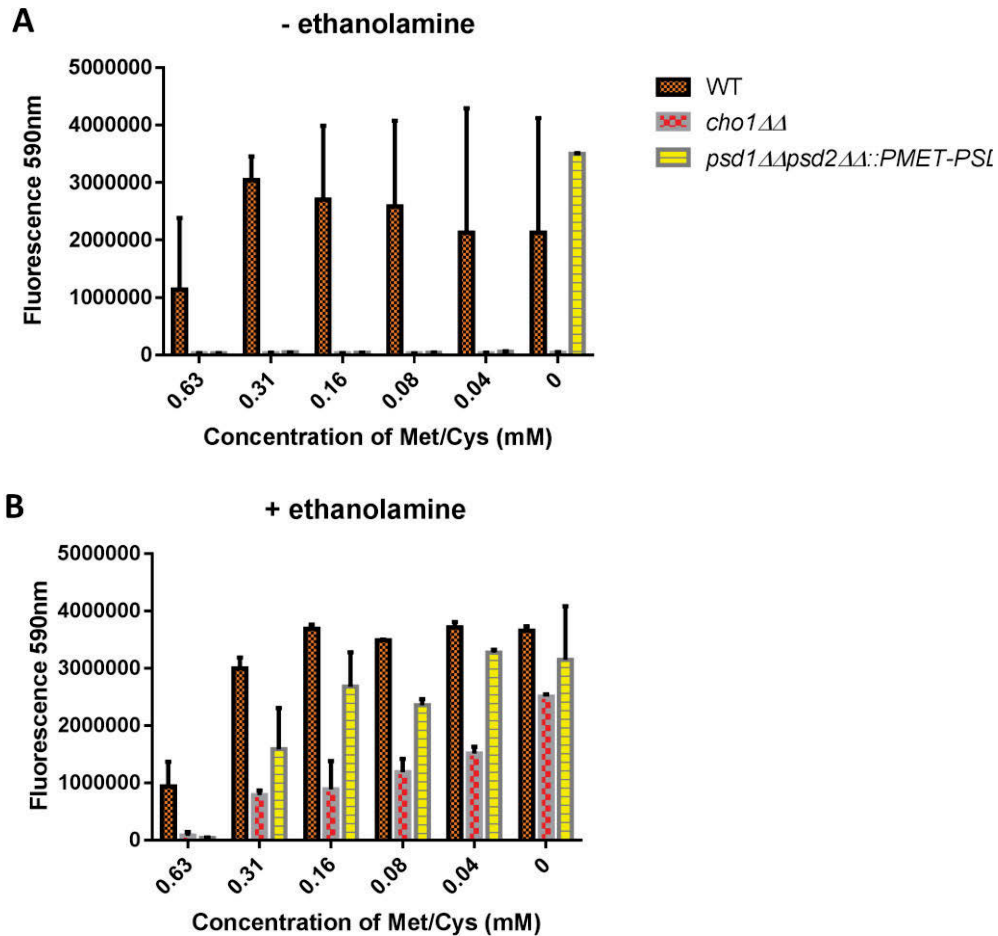 A
- ethanolamine
5000000
4000000
3000000
2000000
1000000
0
Fluorescence 590nm
0.63 0.31 0.16 0.08 0.04 0
Concentration of Met/Cys (mM)
WT
cho1ΔΔ
psd1ΔΔpsd2ΔΔ::PMET-PSD
B
+ ethanolamine
5000000
4000000
3000000
2000000
1000000
0
Fluorescence 590nm
0.63 0.31 0.16 0.08 0.04 0
Concentration of Met/Cys (mM)